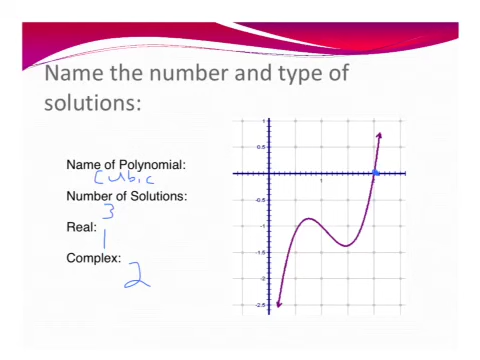 Name the number and type of
solutions:
Name of Polynomial:
Cubic
Number of Solutions:
3
Real:
1
Complex:
2
1
0.5
1
-0.5
-1
-1.5
-2
-2.5